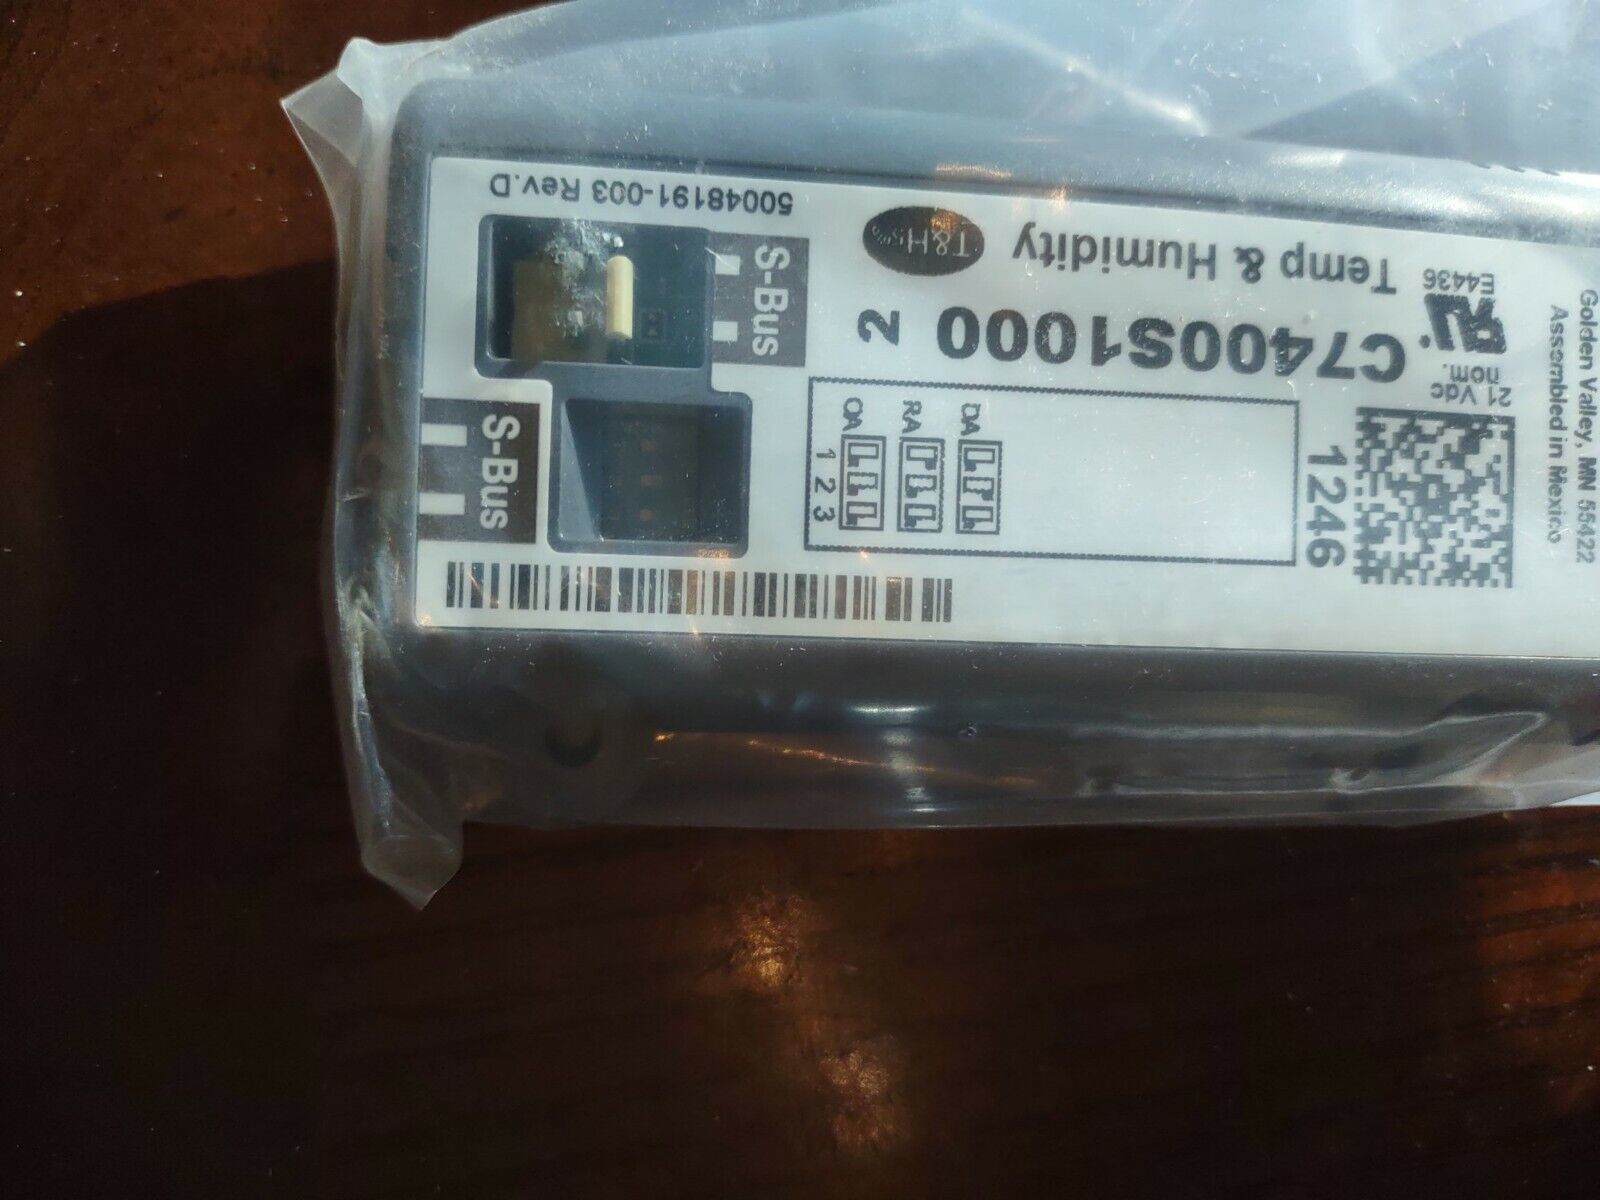 50048191-003 Rev.D
T&H5%
Temp & Humidity
E4436
C7400S1000
2
21 Vdc
nom.
S-Bus
S-Bus
OA
RA
DA
1 2 3
1246
Golden Valley, MN 55422
Assembled in Mexico